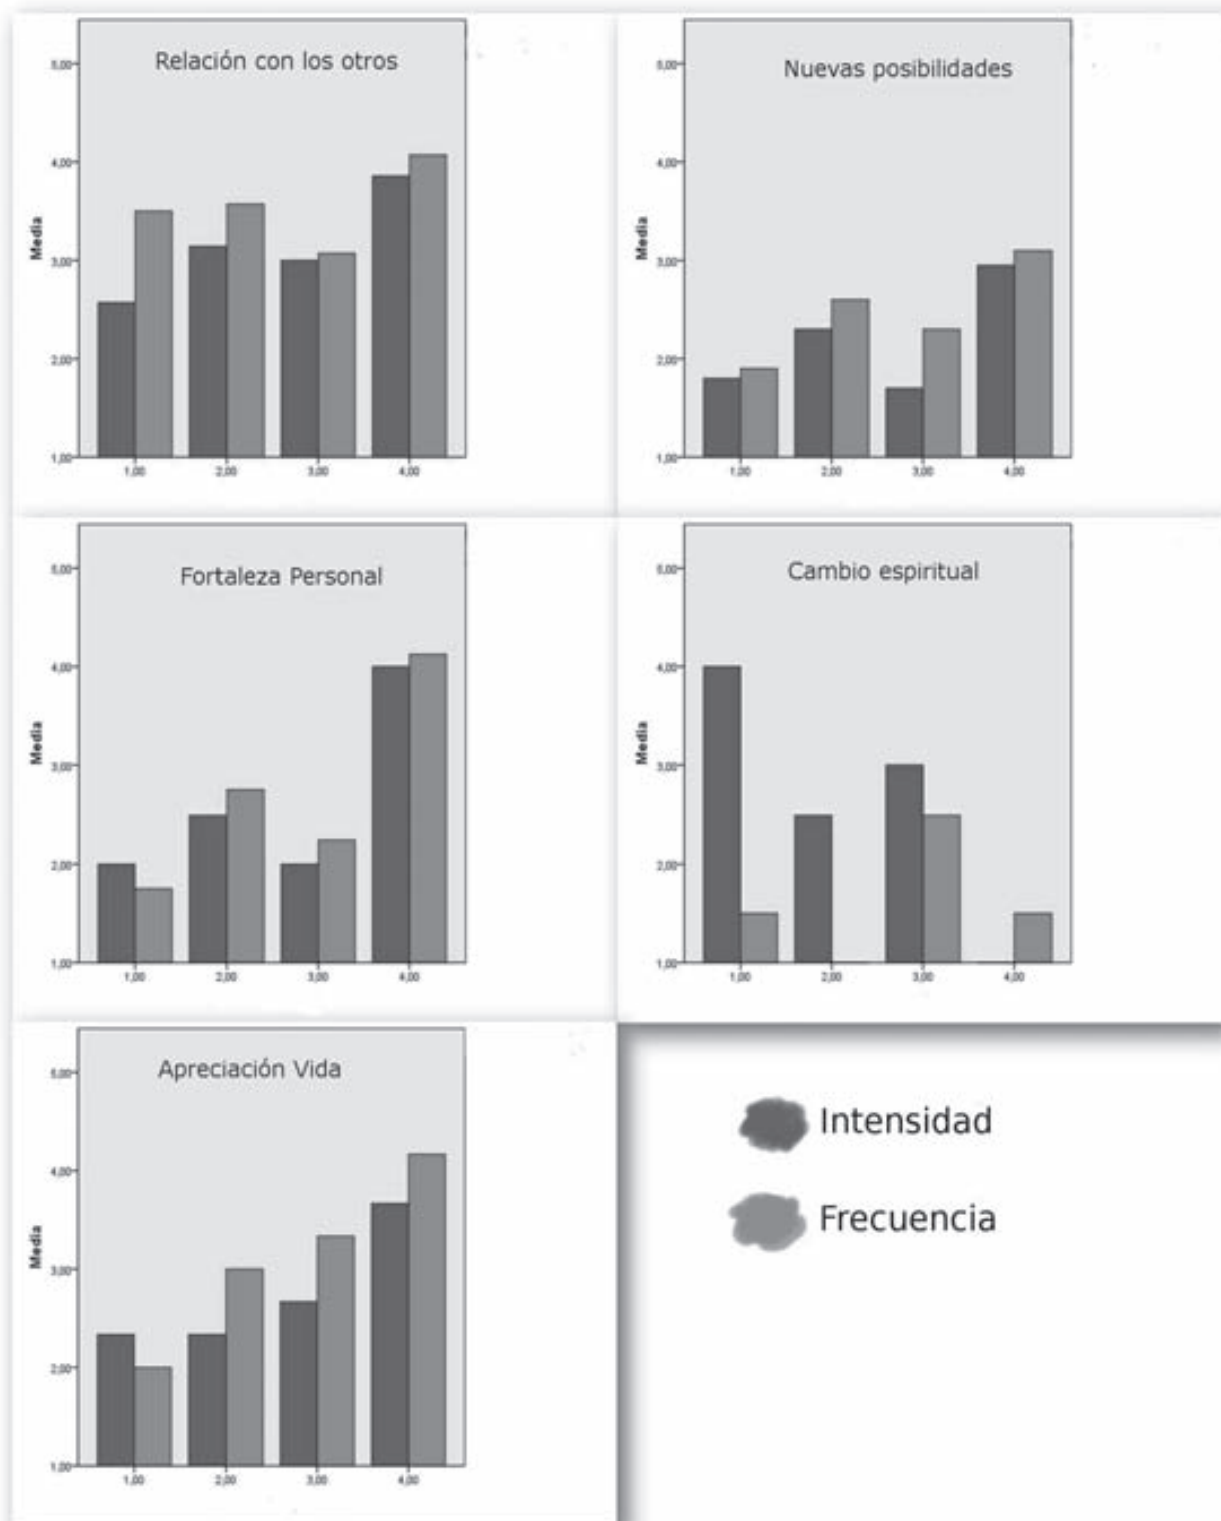 Relación con los otros
5,00
4,00
3,00
2,00
1,00
Media
1,00 2,00 3,00 4,00
Nuevas posibilidades
5,00
4,00
3,00
2,00
1,00
Media
1,00 2,00 3,00 4,00
Fortaleza Personal
5,00
4,00
3,00
2,00
1,00
Media
1,00 2,00 3,00 4,00
Cambio espiritual
5,00
4,00
3,00
2,00
1,00
Media
1,00 2,00 3,00 4,00
Apreciación Vida
5,00
4,00
3,00
2,00
1,00
Media
1,00 2,00 3,00 4,00
Intensidad
Frecuencia